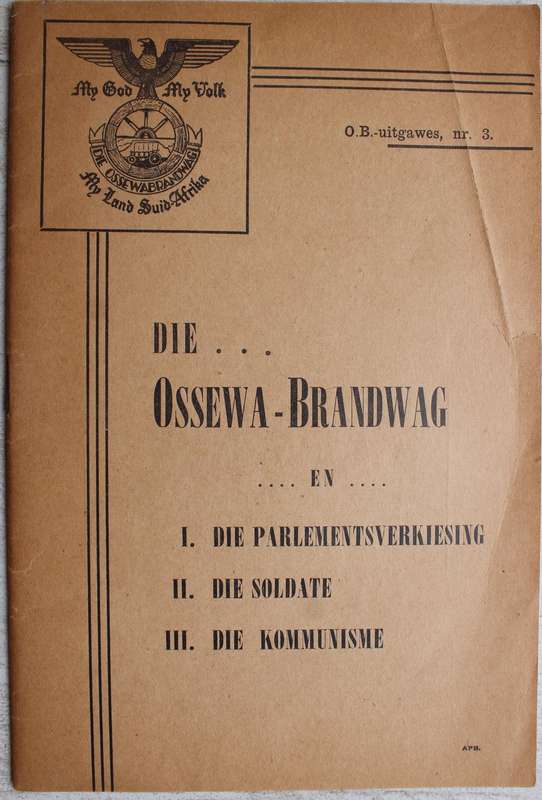 My God My Volk
DIE OSSEWABRANDWAG
My Land Suid-Afrika
O.B.-uitgawes, nr. 3.
DIE . . .
OSSEWA-BRANDWAG
.... EN ....
I. DIE PARLEMENTSVERKIESING
II. DIE SOLDATE
III. DIE KOMMUNISME
APB.